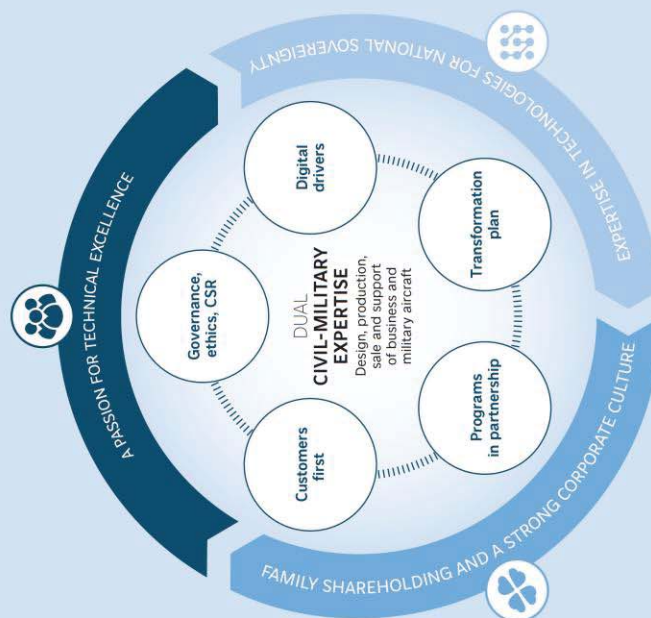 A PASSION FOR TECHNICAL EXCELLENCE
EXPERTISE IN TECHNOLOGIES FOR NATIONAL SOVEREIGNTY
FAMILY SHAREHOLDING AND A STRONG CORPORATE CULTURE
Governance,
ethics, CSR
Digital
drivers
Transformation
plan
Programs
in partnership
Customers
first
DUAL
CIVIL-MILITARY
EXPERTISE
Design, production,
sale and support
of business and
military aircraft